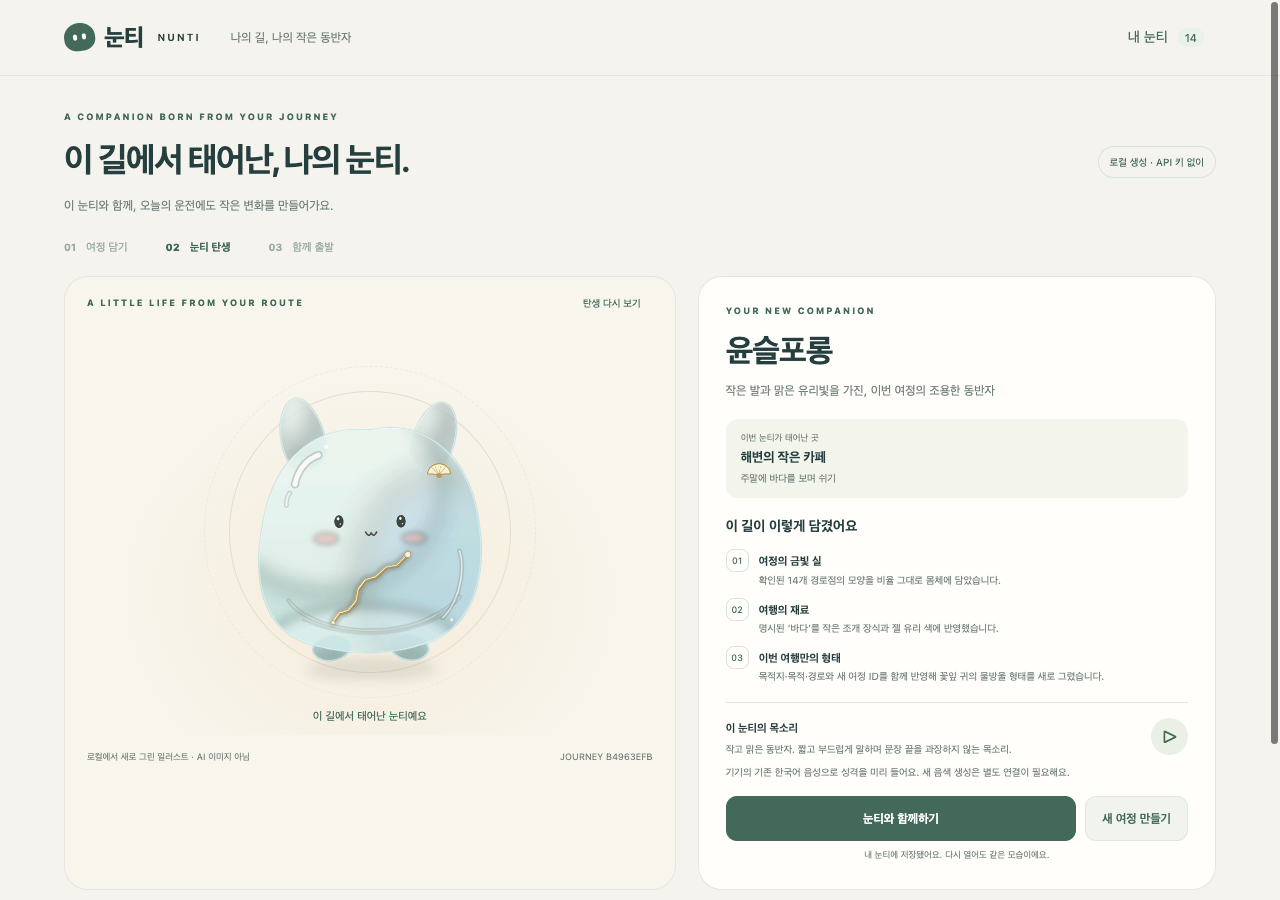 눈티 NUNTI 나의 길, 나의 작은 동반자
내 눈티 14
A COMPANION BORN FROM YOUR JOURNEY
이 길에서 태어난, 나의 눈티.
로컬 생성 · API 키 없이
이 눈티와 함께, 오늘의 운전에도 작은 변화를 만들어가요.
01 여정 담기 02 눈티 탄생 03 함께 출발
A LITTLE LIFE FROM YOUR ROUTE
탄생 다시 보기
이 길에서 태어난 눈티예요
로컬에서 새로 그린 일러스트 · AI 이미지 아님
JOURNEY B4963EFB
YOUR NEW COMPANION
윤슬포롱
작은 발과 맑은 유리빛을 가진, 이번 여정의 조용한 동반자
이번 눈티가 태어난 곳
해변의 작은 카페
주말에 바다를 보며 쉬기
이 길이 이렇게 담겼어요
01 여정의 금빛 실
확인된 14개 경로점의 모양을 비율 그대로 몸체에 담았습니다.
02 여행의 재료
명시된 ‘바다’를 작은 조개 장식과 젤 유리 색에 반영했습니다.
03 이번 여행만의 형태
목적지·목적·경로와 새 여정 ID를 함께 반영해 꽃잎 귀의 물방울 형태를 새로 그렸습니다.
이 눈티의 목소리
작고 맑은 동반자. 짧고 부드럽게 말하며 문장 끝을 과장하지 않는 목소리.
기기의 기존 한국어 음성으로 성격을 미리 들어요. 새 음색 생성은 별도 연결이 필요해요.
눈티와 함께하기
새 여정 만들기
내 눈티에 저장됐어요. 다시 열어도 같은 모습이에요.